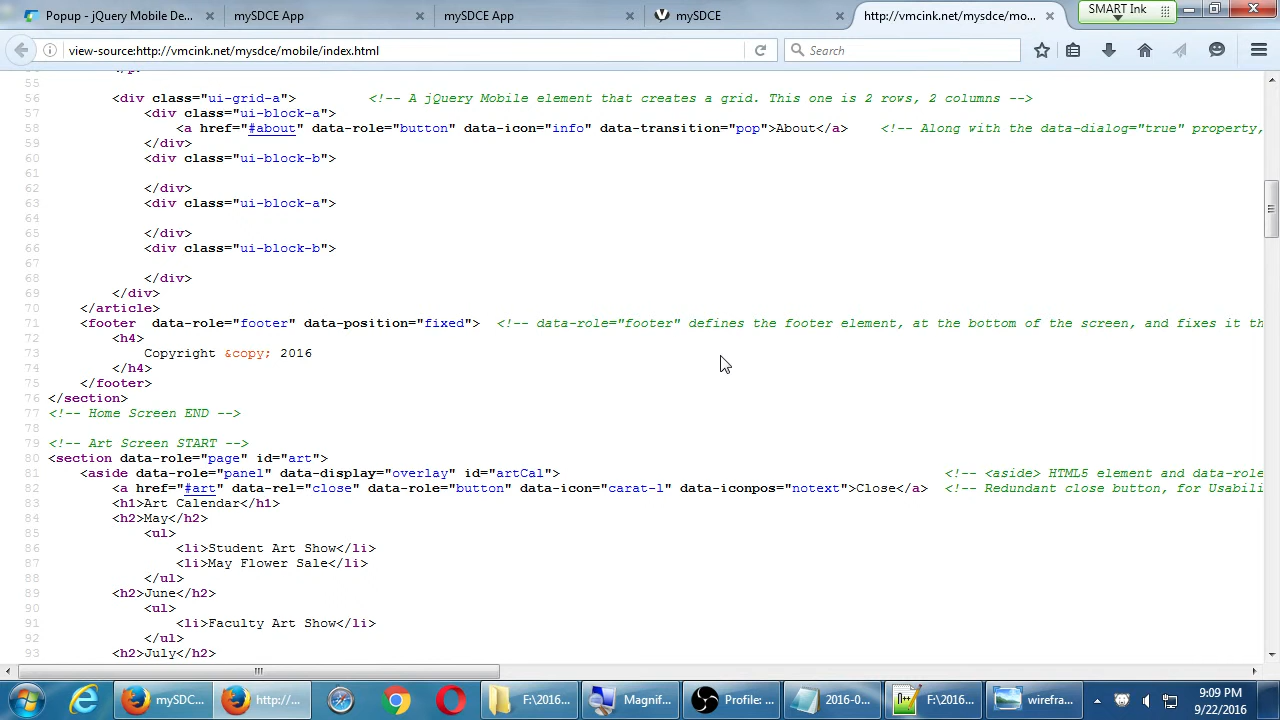 Popup - jQuery Mobile De... mySDCE App mySDCE App mySDCE http://vmcink.net/mysdce/mo... SMART Ink
view-source:http://vmcink.net/mysdce/mobile/index.html Search
55
56 <div class="ui-grid-a"> <!-- A jQuery Mobile element that creates a grid. This one is 2 rows, 2 columns -->
57 <div class="ui-block-a">
58 <a href="#about" data-role="button" data-icon="info" data-transition="pop">About</a> <!-- Along with the data-dialog="true" property,
59 </div>
60 <div class="ui-block-b">
61
62 </div>
63 <div class="ui-block-a">
64
65 </div>
66 <div class="ui-block-b">
67
68 </div>
69 </div>
70 </article>
71 <footer data-role="footer" data-position="fixed"> <!-- data-role="footer" defines the footer element, at the bottom of the screen, and fixes it th
72 <h4>
73 Copyright &copy; 2016
74 </h4>
75 </footer>
76 </section>
77 <!-- Home Screen END -->
78
79 <!-- Art Screen START -->
80 <section data-role="page" id="art">
81 <aside data-role="panel" data-display="overlay" id="artCal"> <!-- <aside> HTML5 element and data-role
82 <a href="#art" data-rel="close" data-role="button" data-icon="carat-l" data-iconpos="notext">Close</a> <!-- Redundant close button, for Usabili
83 <h1>Art Calendar</h1>
84 <h2>May</h2>
85 <ul>
86 <li>Student Art Show</li>
87 <li>May Flower Sale</li>
88 </ul>
89 <h2>June</h2>
90 <ul>
91 <li>Faculty Art Show</li>
92 </ul>
93 <h2>July</h2>
mySDC... http://... F:\2016... Magnif... Profile: ... 2016-0... F:\2016... wirefra... 9:09 PM
9/22/2016